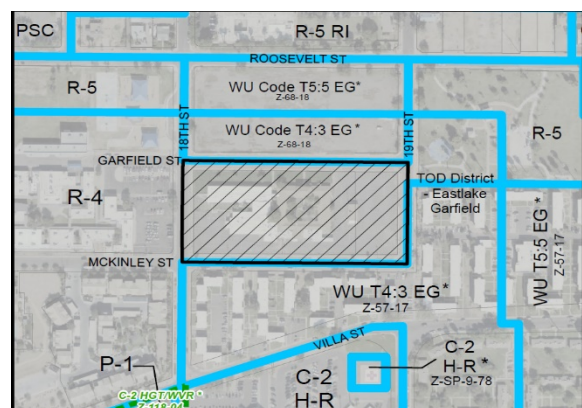 PSC
R-5 RI
ROOSEVELT ST
R-5
WU Code T5:5 EG*
Z-68-18
18TH ST
19TH ST
WU Code T4:3 EG*
Z-68-18
R-5
GARFIELD ST
TOD District
- Eastlake
Garfield
R-4
WU T5:5 EG*
Z-57-17
MCKINLEY ST
WU T4:3 EG*
Z-57-17
VILLA ST
P-1
C-2
H-R *
Z-SP-9-78
C-2 HGT/WVR *
Z-118-04
C-2
H-R